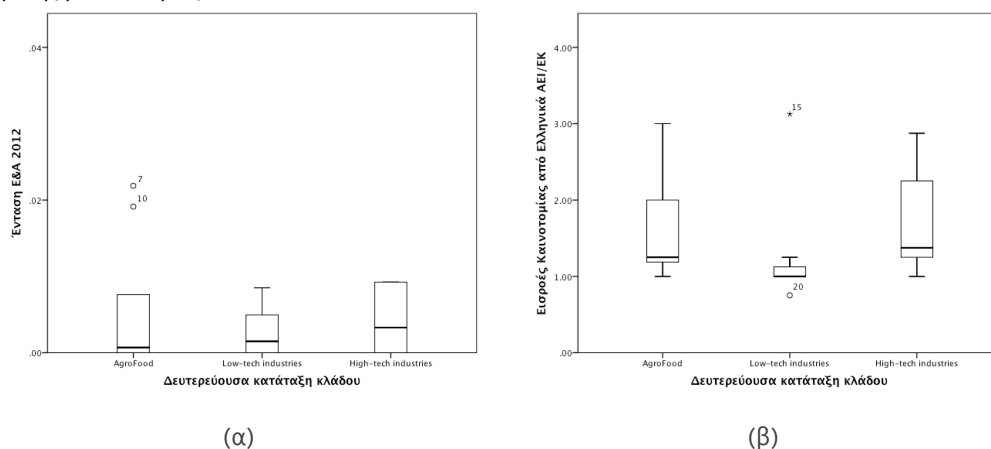 .04
.02
.00
7
10
Ένταση Ε&Α 2012
AgroFood
Low-tech industries
High-tech industries
Δευτερεύουσα κατάταξη κλάδου
(α)
4.00
3.00
2.00
1.00
.00
15
20
Εισροές Καινοτομίας από Ελληνικά ΑΕΙ/ΕΚ
AgroFood
Low-tech industries
High-tech industries
Δευτερεύουσα κατάταξη κλάδου
(β)